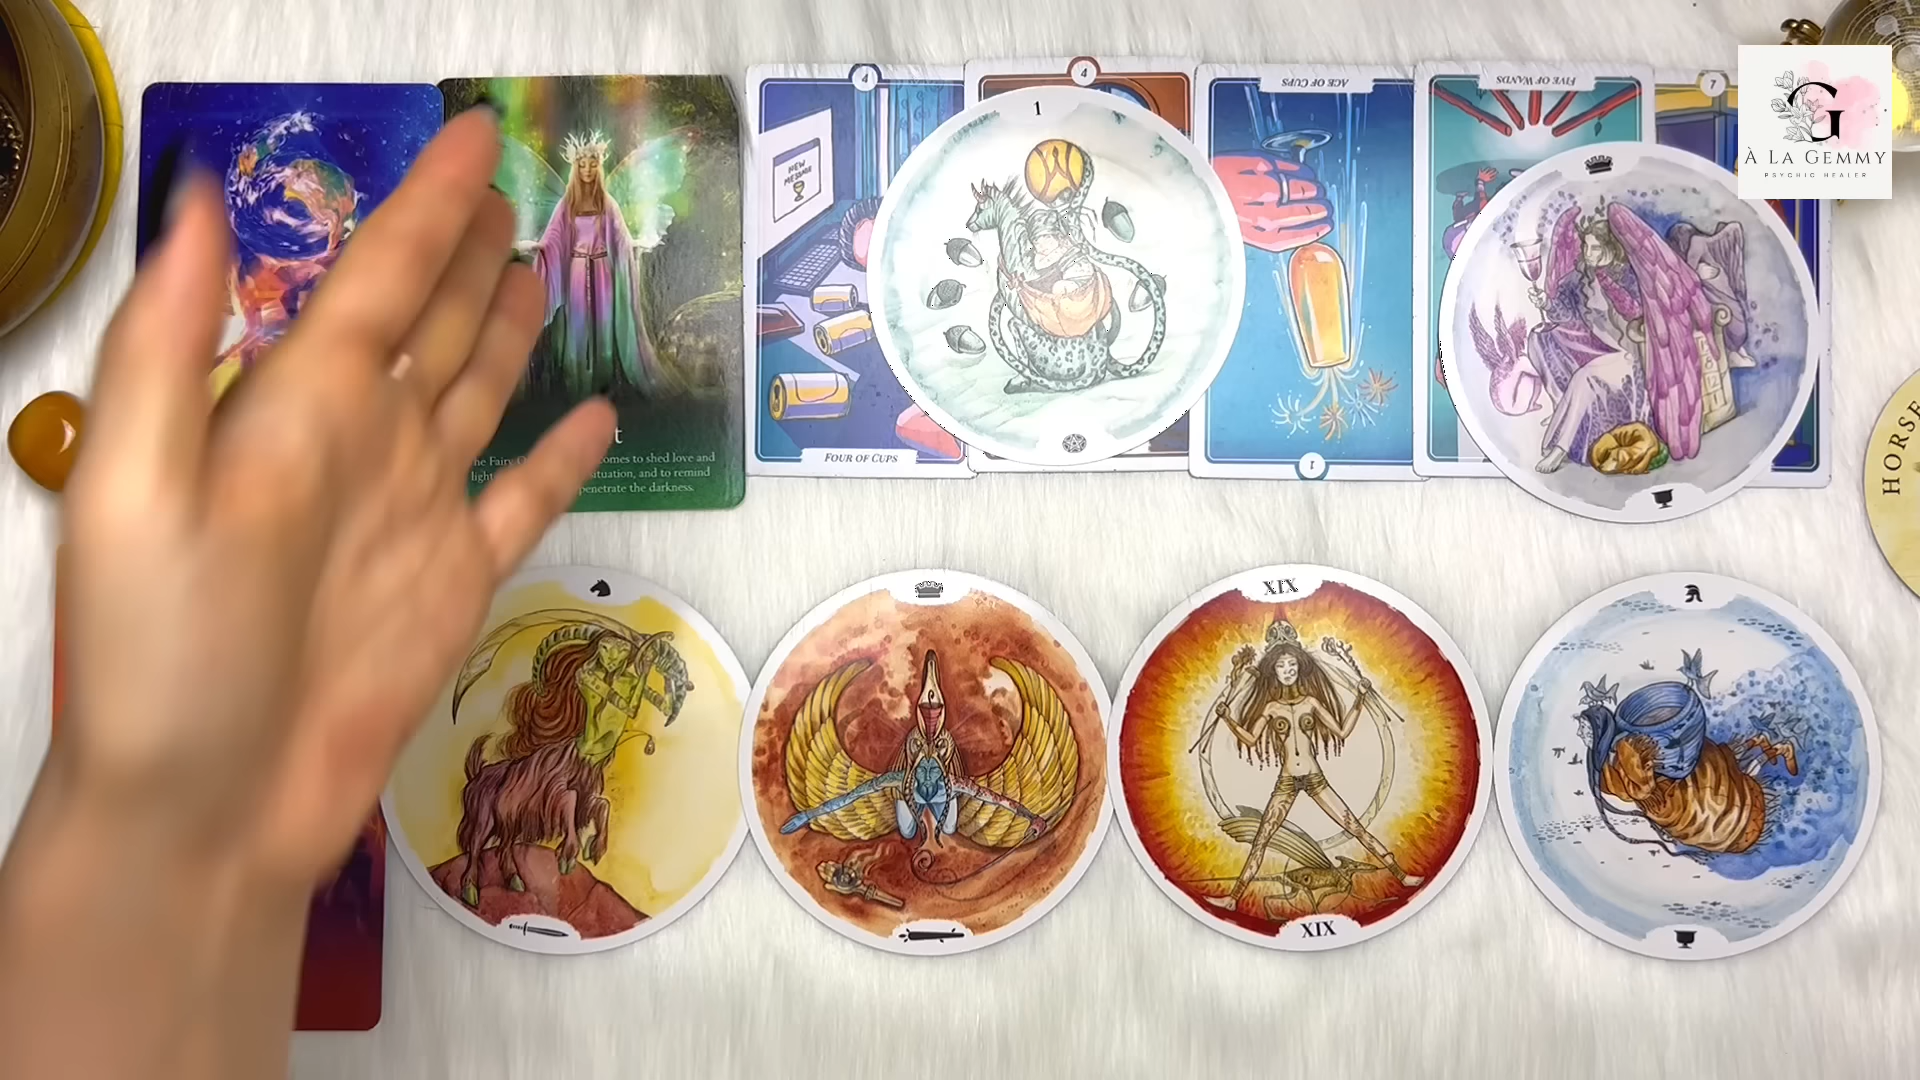 4
4
ACE OF CUPS
FIVE OF WANDS
7
1
NEW
MESSAGE
G
À LA GEMMY
PSYCHIC HEALER
FOUR OF CUPS
1
HORSE
comes to shed love and
situation, and to remind
penetrate the darkness.
XIX
XIX